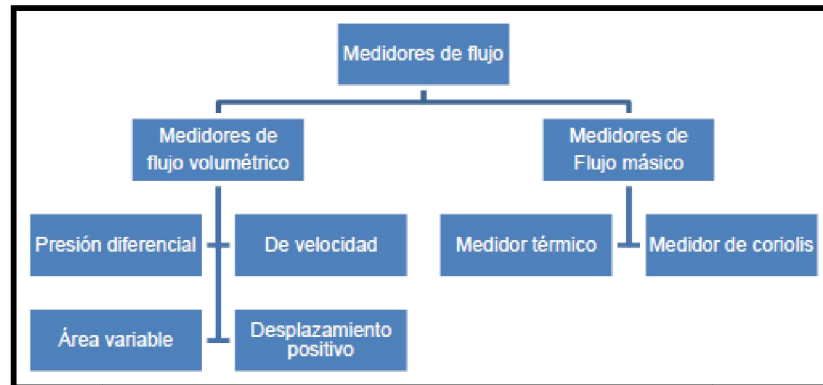 Medidores de flujo
Medidores de
flujo volumétrico
Medidores de
Flujo másico
Presión diferencial
De velocidad
Medidor térmico
Medidor de coriolis
Área variable
Desplazamiento
positivo